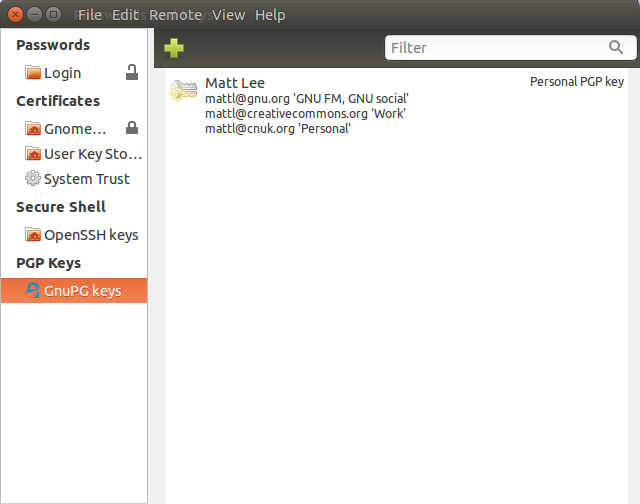 File Edit Remote View Help
Passwords
Login
Certificates
Gnome…
User Key Sto…
System Trust
Secure Shell
OpenSSH keys
PGP Keys
GnuPG keys
Filter
Matt Lee
Personal PGP key
mattl@gnu.org 'GNU FM, GNU social'
mattl@creativecommons.org 'Work'
mattl@cnuk.org 'Personal'